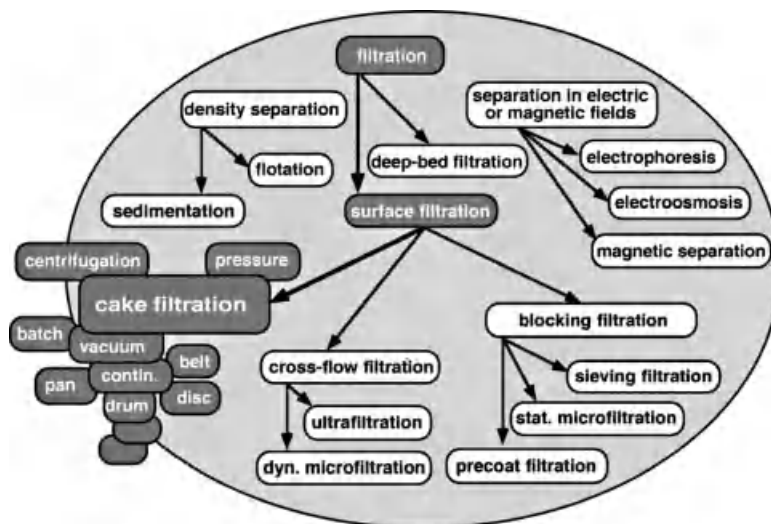 filtration
density separation
separation in electric
or magnetic fields
flotation
deep-bed filtration
electrophoresis
sedimentation
surface filtration
electroosmosis
magnetic separation
centrifugation
pressure
cake filtration
blocking filtration
batch
vacuum
belt
cross-flow filtration
sieving filtration
pan
contin.
disc
drum
ultrafiltration
stat. microfiltration
dyn. microfiltration
precoat filtration